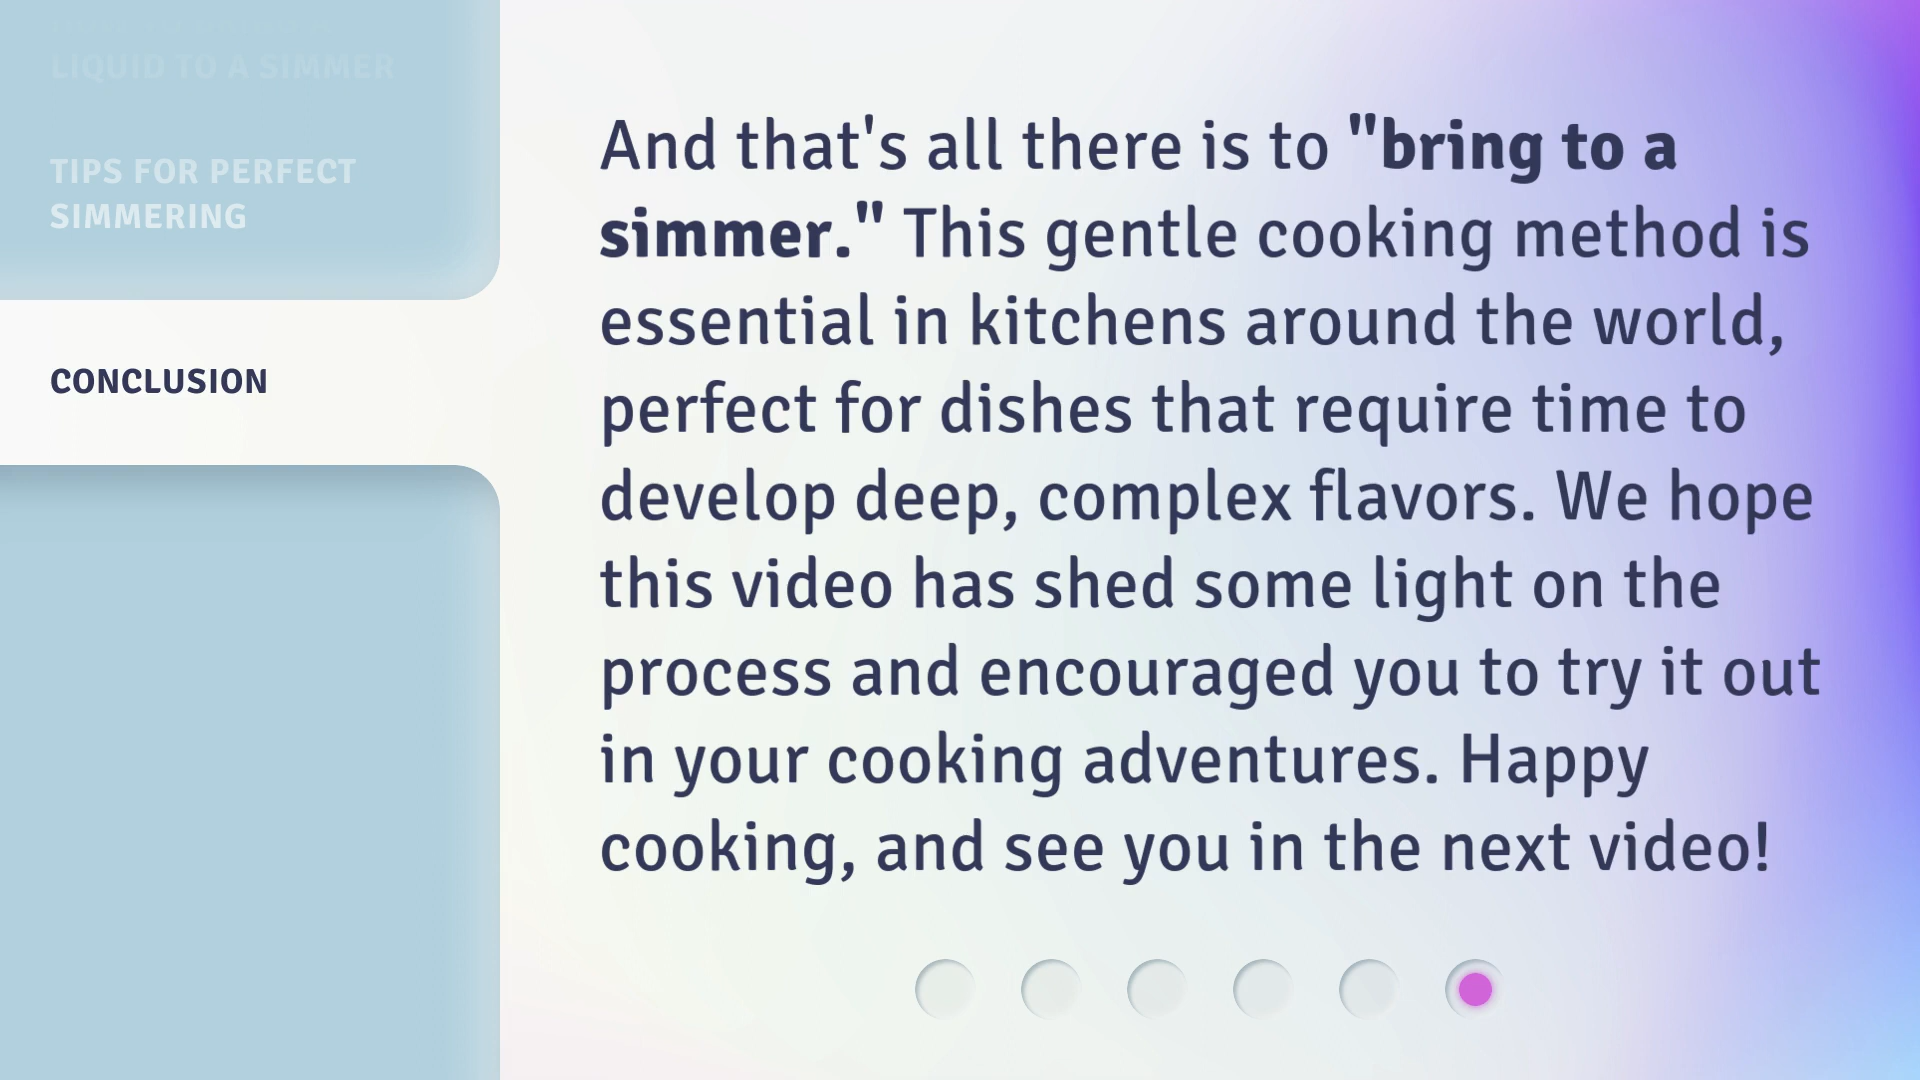 LIQUID TO A SIMMER
TIPS FOR PERFECT
SIMMERING
CONCLUSION
And that's all there is to "bring to a
simmer." This gentle cooking method is
essential in kitchens around the world,
perfect for dishes that require time to
develop deep, complex flavors. We hope
this video has shed some light on the
process and encouraged you to try it out
in your cooking adventures. Happy
cooking, and see you in the next video!